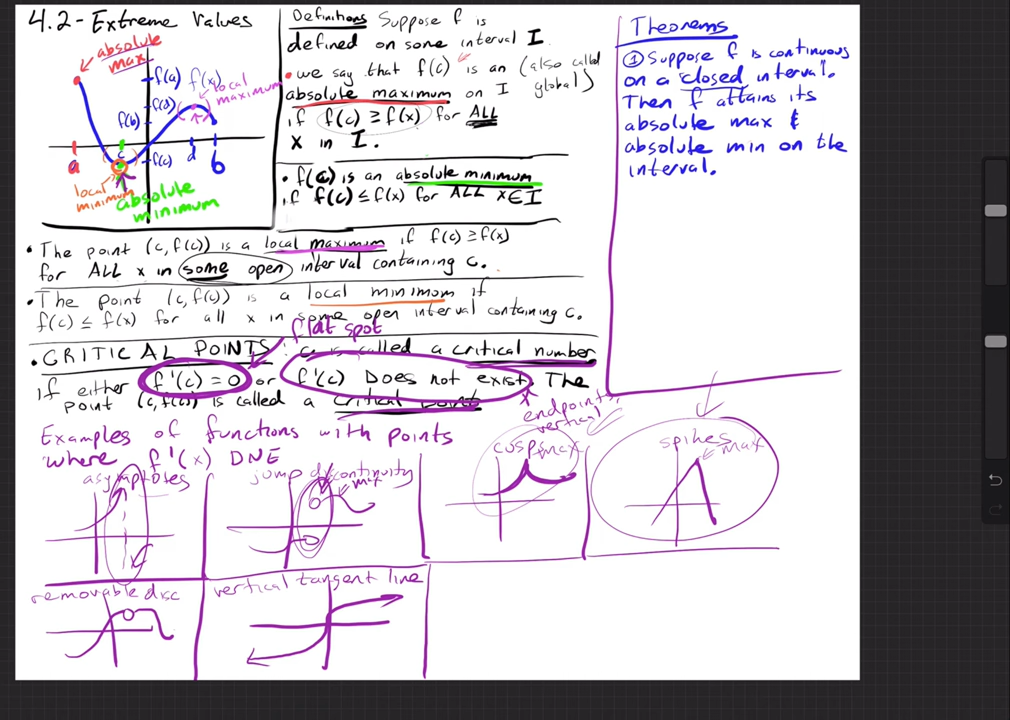 4.2 - Extreme Values
absolute
max
f(a) f(x)
local
maximum
f(d)
f(b)
f(c)
a
c
d
b
local
minimum
absolute
minimum
Definitions Suppose f is
defined on some interval I
• we say that f(c) is an (also called
absolute maximum on I global)
if f(c) ≥ f(x) for ALL
x in I.
• f(c) is an absolute minimum
if f(c) ≤ f(x) for ALL x∈I
• The point (c, f(c)) is a local maximum if f(c) ≥ f(x)
for ALL x in some open interval containing c.
• The point (c, f(c)) is a local minimum if
f(c) ≤ f(x) for all x in some open interval containing c.
flat spot
• CRITICAL POINTS: c is called a critical number
if either f'(c) = 0 or f'(c) Does not exist. The
point (c, f(c)) is called a critical point
endpoints,
vertical
Examples of functions with points
where f'(x) DNE
asymptotes
jump discontinuity
max
cusps
max
spikes
max
removable disc
vertical tangent line
Theorems
① Suppose f is continuous
on a closed interval.
Then f attains its
absolute max &
absolute min on the
interval.